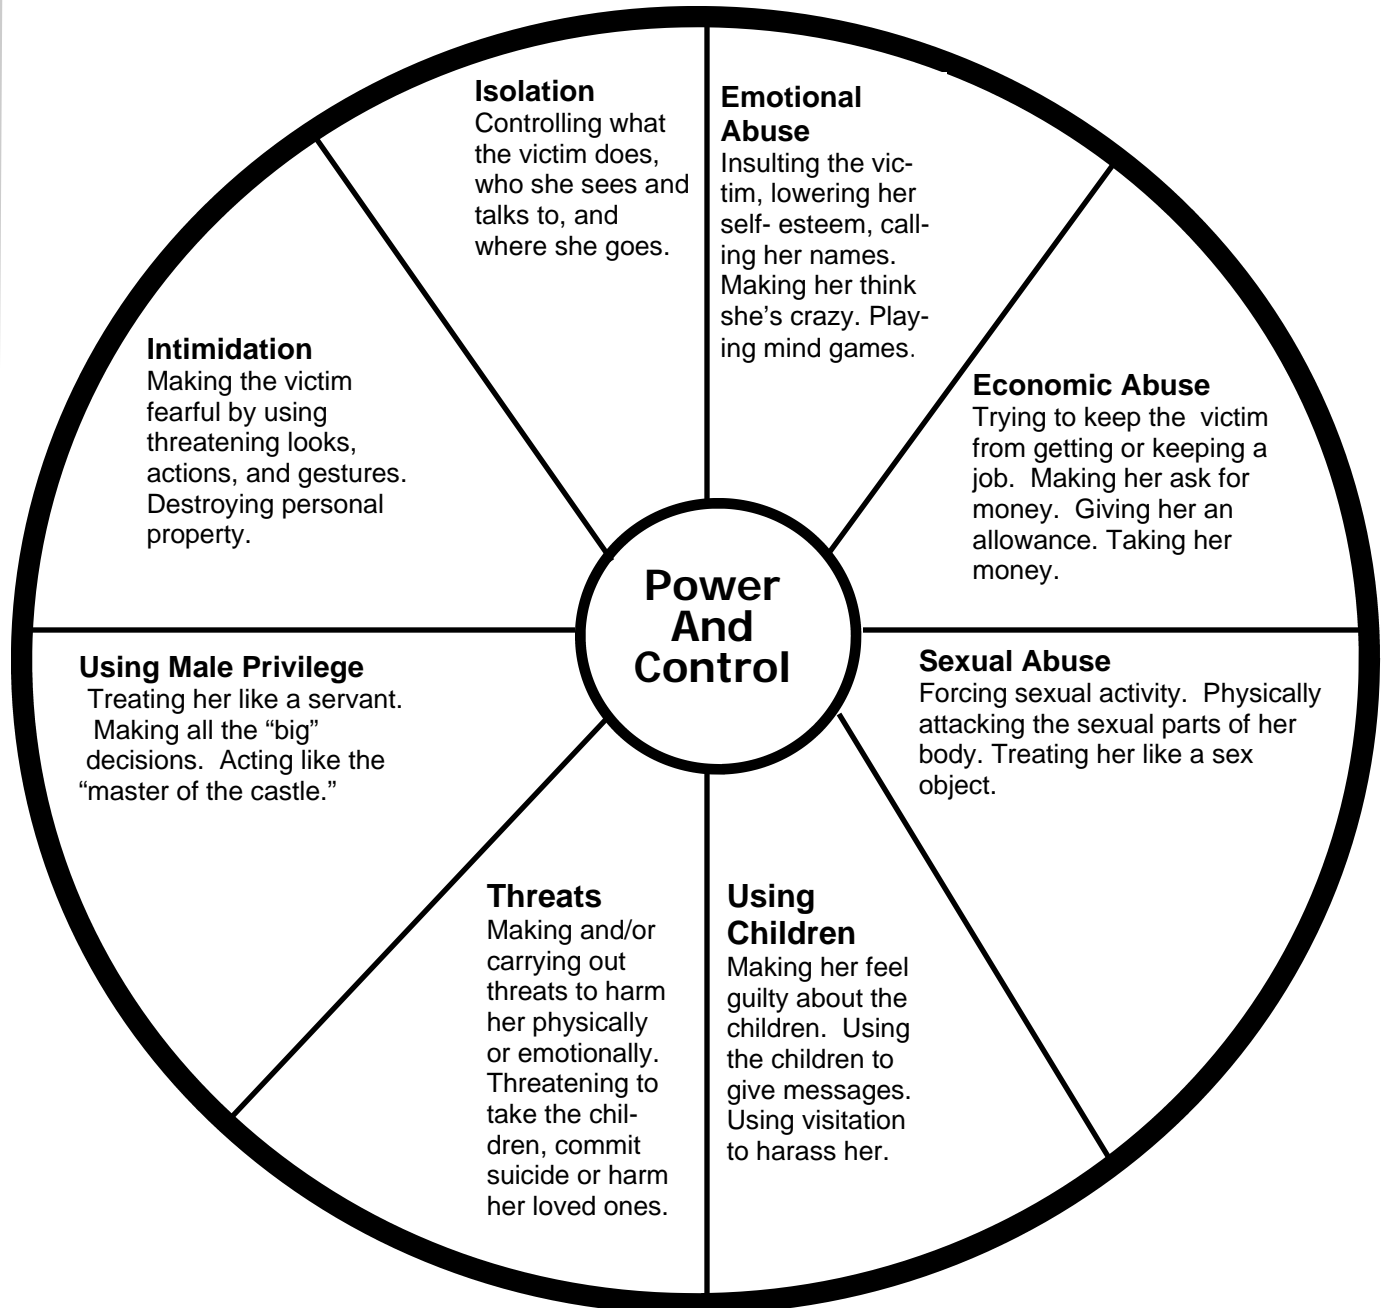 Isolation
Controlling what
the victim does,
who she sees and
talks to, and
where she goes.
Emotional
Abuse
Insulting the vic-
tim, lowering her
self- esteem, call-
ing her names.
Making her think
she's crazy. Play-
ing mind games.
Intimidation
Making the victim
fearful by using
threatening looks,
actions, and gestures.
Destroying personal
property.
Economic Abuse
Trying to keep the  victim
from getting or keeping a
job.  Making her ask for
money.  Giving her an
allowance. Taking her
money.
Power
And
Control
Using Male Privilege
Treating her like a servant.
Making all the “big”
decisions.  Acting like the
“master of the castle.”
Sexual Abuse
Forcing sexual activity.  Physically
attacking the sexual parts of her
body. Treating her like a sex
object.
Threats
Making and/or
carrying out
threats to harm
her physically
or emotionally.
Threatening to
take the chil-
dren, commit
suicide or harm
her loved ones.
Using
Children
Making her feel
guilty about the
children.  Using
the children to
give messages.
Using visitation
to harass her.